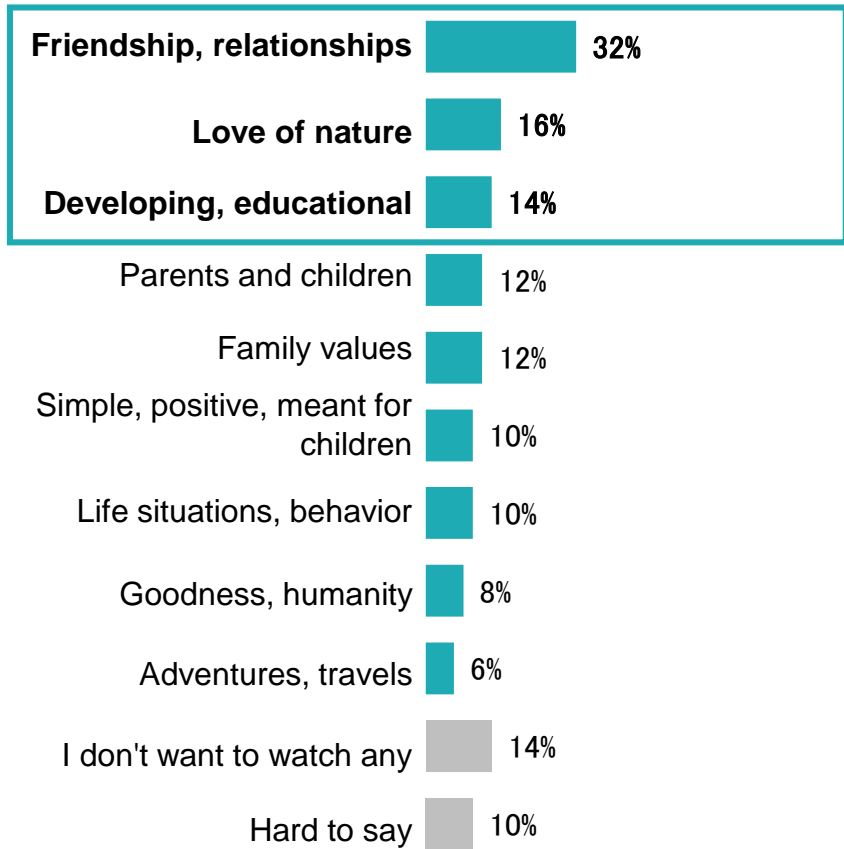 Friendship, relationships 32%
Love of nature 16%
Developing, educational 14%
Parents and children 12%
Family values 12%
Simple, positive, meant for
children 10%
Life situations, behavior 10%
Goodness, humanity 8%
Adventures, travels 6%
I don't want to watch any 14%
Hard to say 10%